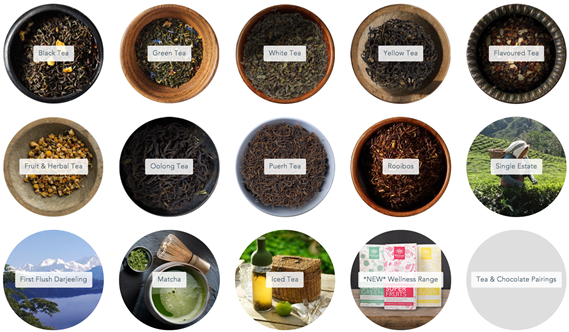 Black Tea
Green Tea
White Tea
Yellow Tea
Flavoured Tea
Fruit & Herbal Tea
Oolong Tea
Puerh Tea
Rooibos
Single Estate
First Flush Darjeeling
Matcha
Iced Tea
*NEW* Wellness Range
Tea & Chocolate Pairings